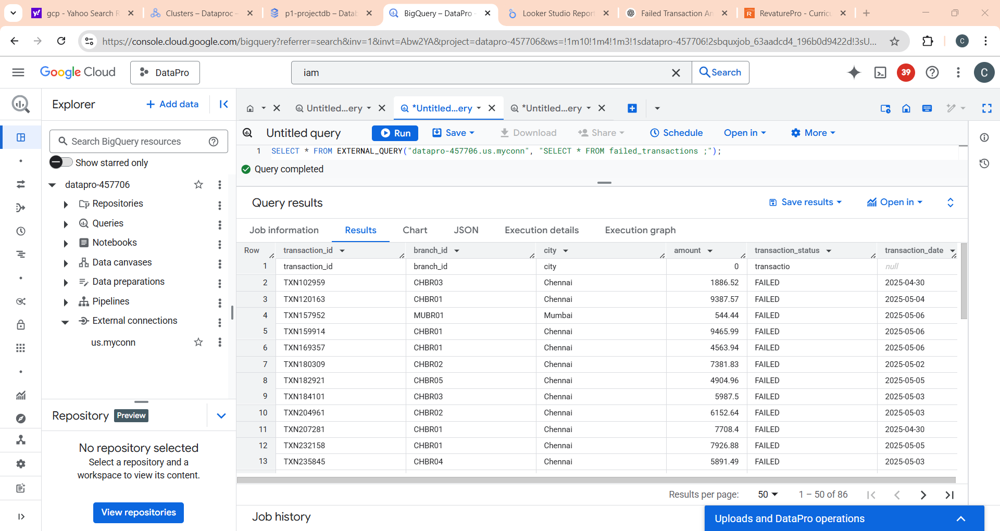 gcp - Yahoo Search R
Clusters – Dataproc –
p1-projectdb – Datab
BigQuery – DataPro –
Looker Studio Report
Failed Transaction An
RevaturePro - Curricu
https://console.cloud.google.com/bigquery?referrer=search&inv=1&invt=Abw2YA&project=datapro-457706&ws=!1m10!1m4!1m3!1sdatapro-457706!2sbquxjob_63aadcd4_196b0d9422d!3sU...
C
Google Cloud
DataPro
iam
Search
39
C
Explorer
+ Add data
Untitled...ery
*Untitled...ery
*Untitled...ery
Search BigQuery resources
Untitled query
Run
Save
Download
Share
Schedule
Open in
More
Show starred only
1 SELECT * FROM EXTERNAL_QUERY("datapro-457706.us.myconn", "SELECT * FROM failed_transactions ;");
Query completed
datapro-457706
Repositories
Queries
Notebooks
Data canvases
Data preparations
Pipelines
External connections
us.myconn
Query results
Save results
Open in
Job information
Results
Chart
JSON
Execution details
Execution graph
Row transaction_id branch_id city amount transaction_status transaction_date
1 transaction_id branch_id city 0 transactio null
2 TXN102959 CHBR03 Chennai 1886.52 FAILED 2025-04-30
3 TXN120163 CHBR01 Chennai 9387.57 FAILED 2025-05-04
4 TXN157952 MUBR01 Mumbai 544.44 FAILED 2025-05-06
5 TXN159914 CHBR01 Chennai 9465.99 FAILED 2025-05-06
6 TXN169357 CHBR01 Chennai 4563.94 FAILED 2025-05-06
7 TXN180309 CHBR02 Chennai 7381.83 FAILED 2025-05-02
8 TXN182921 CHBR05 Chennai 4904.96 FAILED 2025-05-05
9 TXN184101 CHBR03 Chennai 5987.5 FAILED 2025-05-03
10 TXN204961 CHBR02 Chennai 6152.64 FAILED 2025-05-03
11 TXN207281 CHBR01 Chennai 7708.4 FAILED 2025-04-30
12 TXN232158 CHBR01 Chennai 7926.88 FAILED 2025-05-05
13 TXN235845 CHBR04 Chennai 5891.49 FAILED 2025-05-03
Repository Preview
No repository selected
Select a repository and a
workspace to view its content.
View repositories
Results per page: 50 1 – 50 of 86
Job history
Uploads and DataPro operations